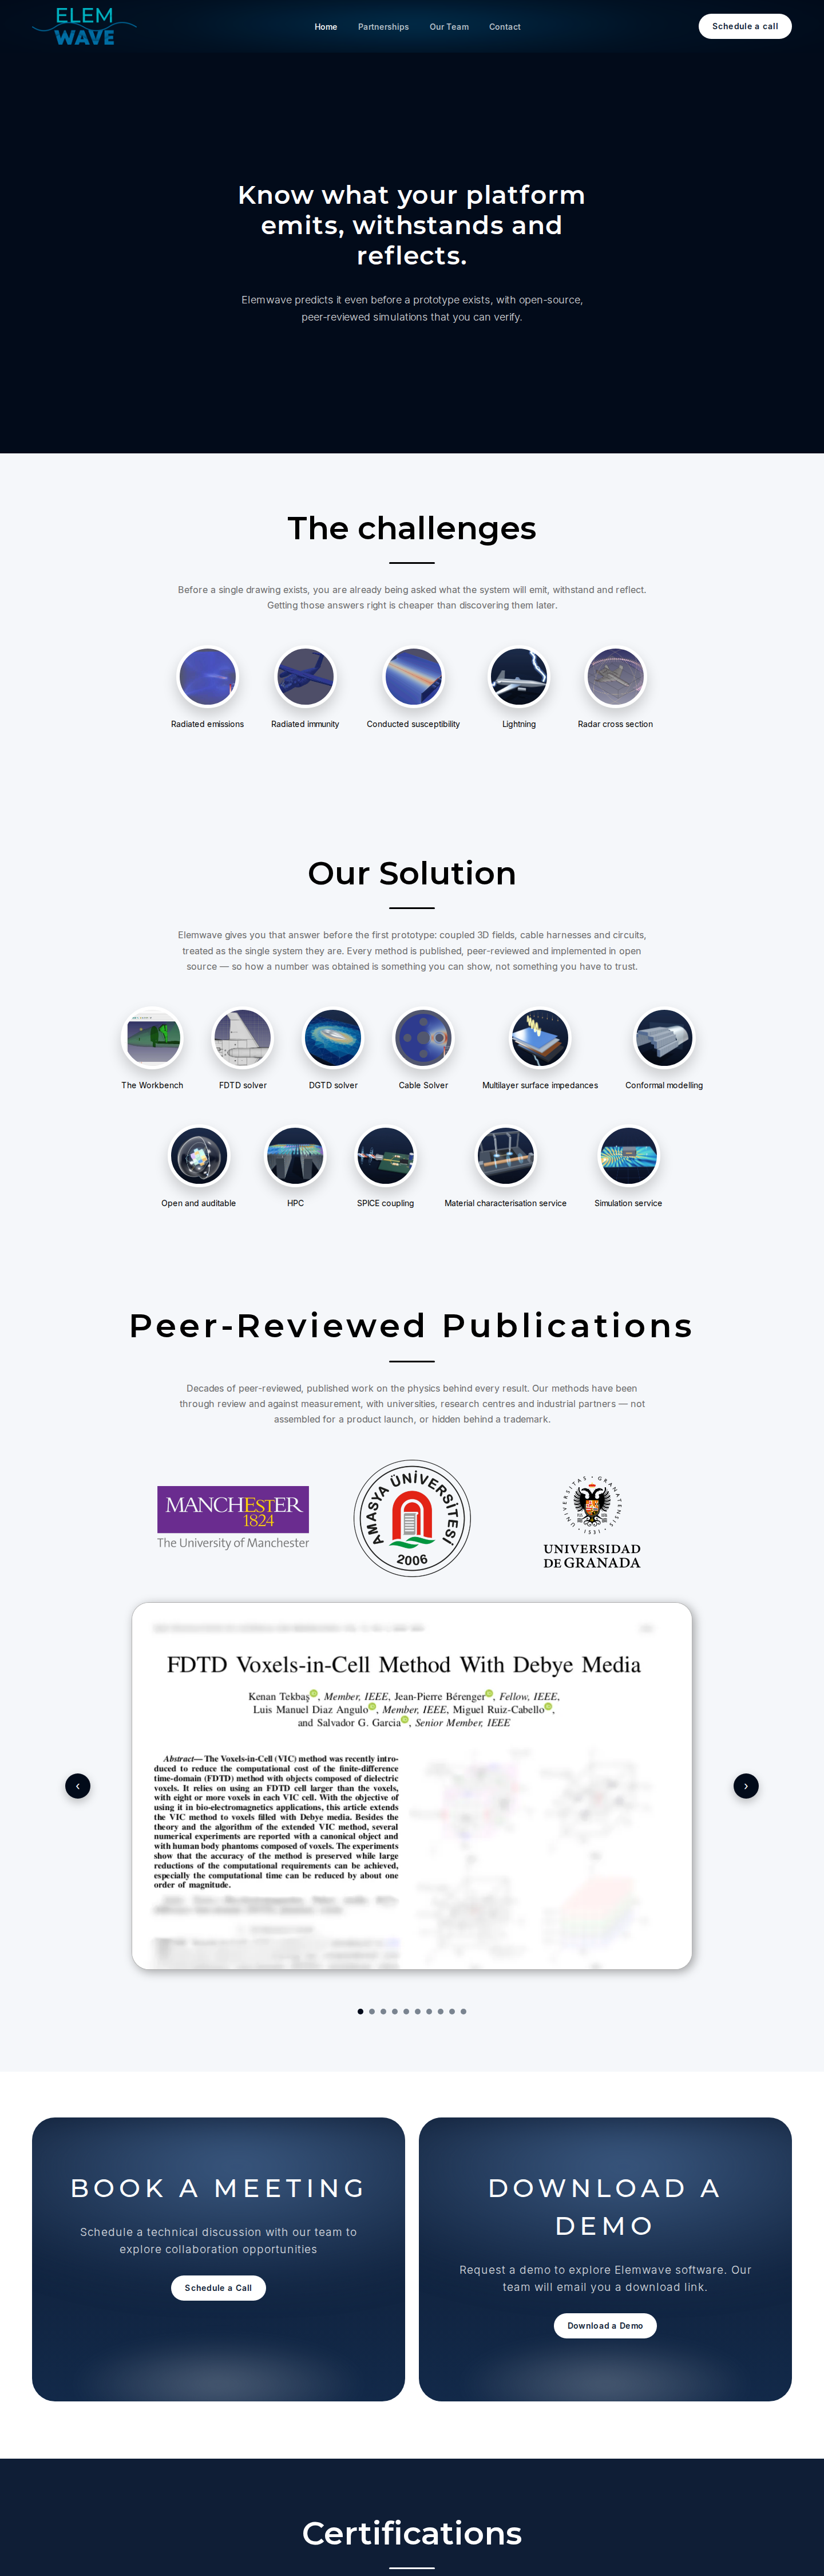 ELEM
WAVE
Home
Partnerships
Our Team
Contact
Schedule a call
Know what your platform
emits, withstands and
reflects.
Elemwave predicts it even before a prototype exists, with open-source,
peer-reviewed simulations that you can verify.
The challenges
Before a single drawing exists, you are already being asked what the system will emit, withstand and reflect.
Getting those answers right is cheaper than discovering them later.
Radiated emissions
Radiated immunity
Conducted susceptibility
Lightning
Radar cross section
Our Solution
Elemwave gives you that answer before the first prototype: coupled 3D fields, cable harnesses and circuits,
treated as the single system they are. Every method is published, peer-reviewed and implemented in open
source — so how a number was obtained is something you can show, not something you have to trust.
The Workbench
FDTD solver
DGTD solver
Cable Solver
Multilayer surface impedances
Conformal modelling
Open and auditable
HPC
SPICE coupling
Material characterisation service
Simulation service
Peer-Reviewed Publications
Decades of peer-reviewed, published work on the physics behind every result. Our methods have been
through review and against measurement, with universities, research centres and industrial partners — not
assembled for a product launch, or hidden behind a trademark.
MANCHESTER
1824
The University of Manchester
AMASYA ÜNİVERSİTESİ
2006
UNIVERSITAS GRANATENSIS 1531
UNIVERSIDAD
DE GRANADA
FDTD Voxels-in-Cell Method With Debye Media
Kenan Tekbaş, Member, IEEE, Jean-Pierre Bérenger, Fellow, IEEE,
Luis Manuel Diaz Angulo, Member, IEEE, Miguel Ruiz-Cabello,
and Salvador G. Garcia, Senior Member, IEEE
Abstract—The Voxels-in-Cell (VIC) method was recently intro-
duced to reduce the computational cost of the finite-difference
time-domain (FDTD) method with objects composed of dielectric
voxels. It relies on using an FDTD cell larger than the voxels,
with eight or more voxels in each VIC cell. With the objective of
using it in bio-electromagnetics applications, this article extends
the VIC method to voxels filled with Debye media. Besides the
theory and the algorithm of the extended VIC method, several
numerical experiments are reported with a canonical object and
with human body phantoms composed of voxels. The experiments
show that the accuracy of the method is preserved while large
reductions of the computational requirements can be achieved,
especially the computational time can be reduced by about one
order of magnitude.
‹
›
BOOK A MEETING
Schedule a technical discussion with our team to
explore collaboration opportunities
Schedule a Call
DOWNLOAD A
DEMO
Request a demo to explore Elemwave software. Our
team will email you a download link.
Download a Demo
Certifications